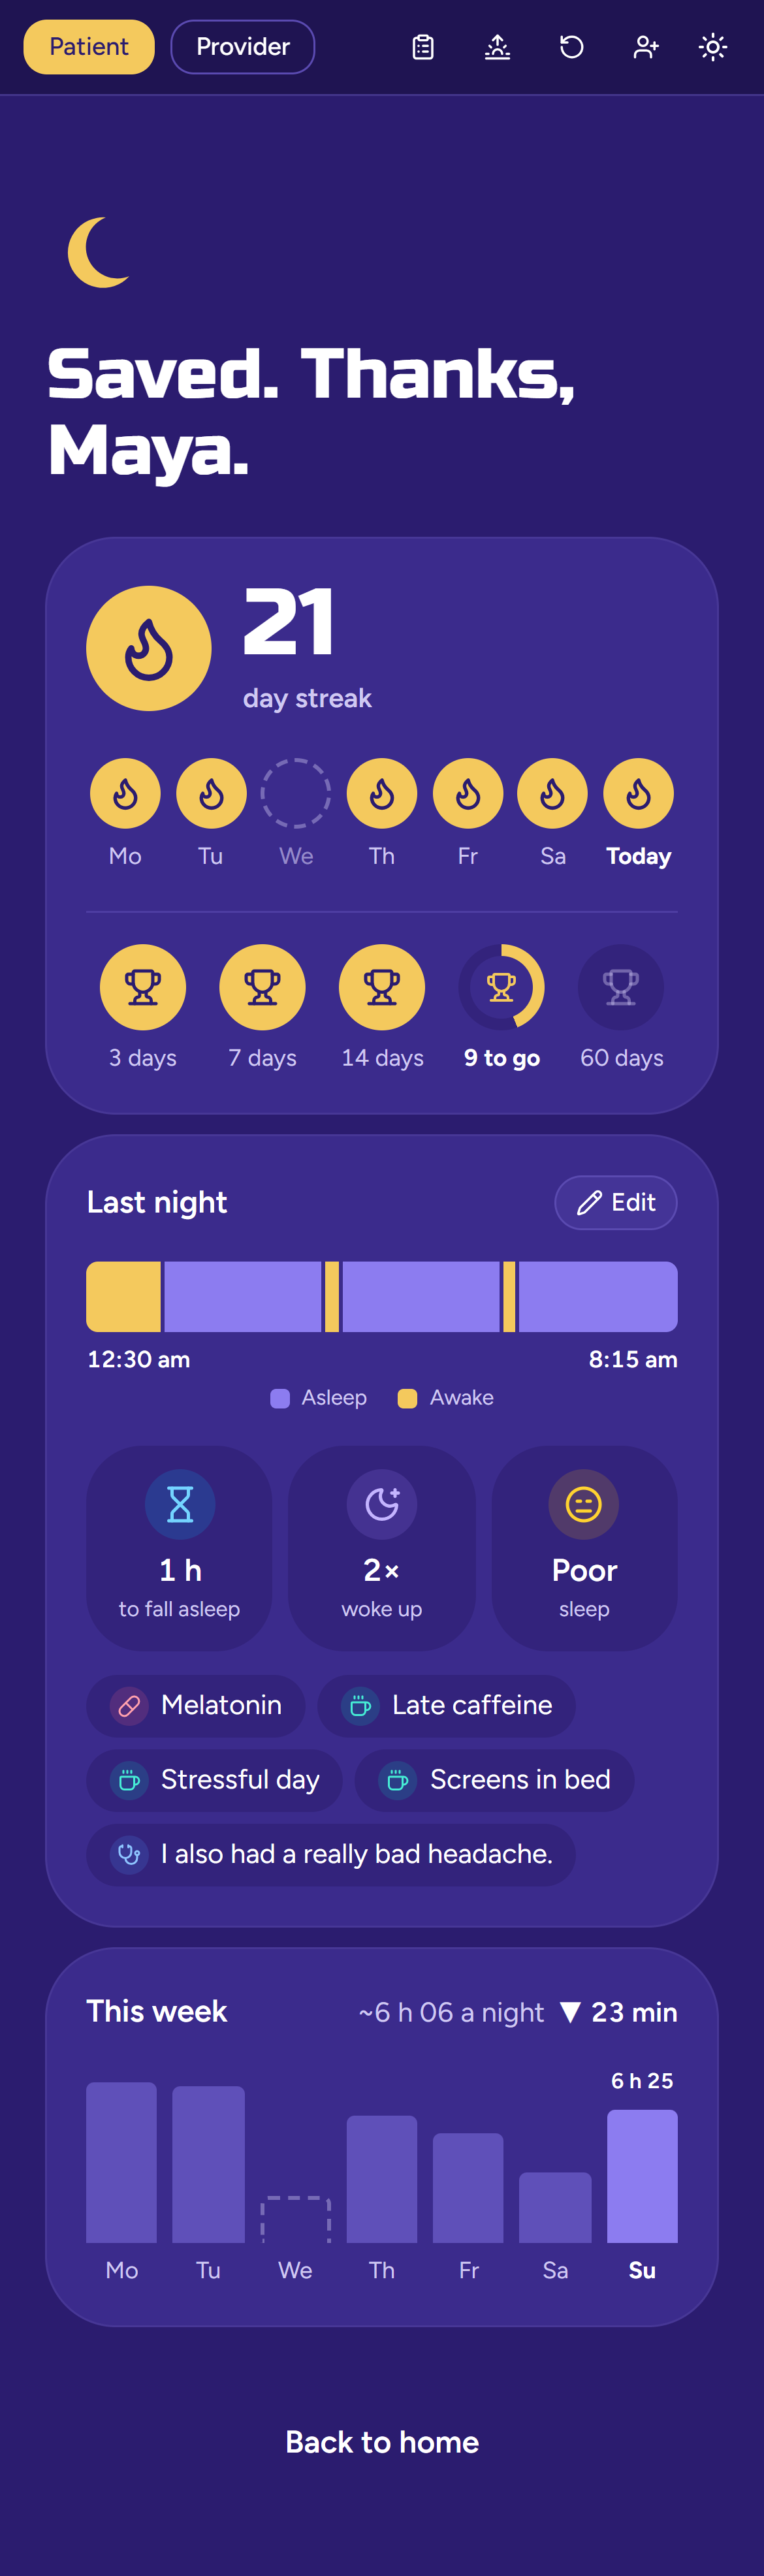 Patient
Provider
Saved. Thanks,
Maya.
21
day streak
Mo Tu We Th Fr Sa Today
3 days 7 days 14 days 9 to go 60 days
Last night
Edit
12:30 am 8:15 am
Asleep Awake
1 h 2× Poor
to fall asleep woke up sleep
Melatonin Late caffeine
Stressful day Screens in bed
I also had a really bad headache.
This week ~6 h 06 a night ▼ 23 min
6 h 25
Mo Tu We Th Fr Sa Su
Back to home